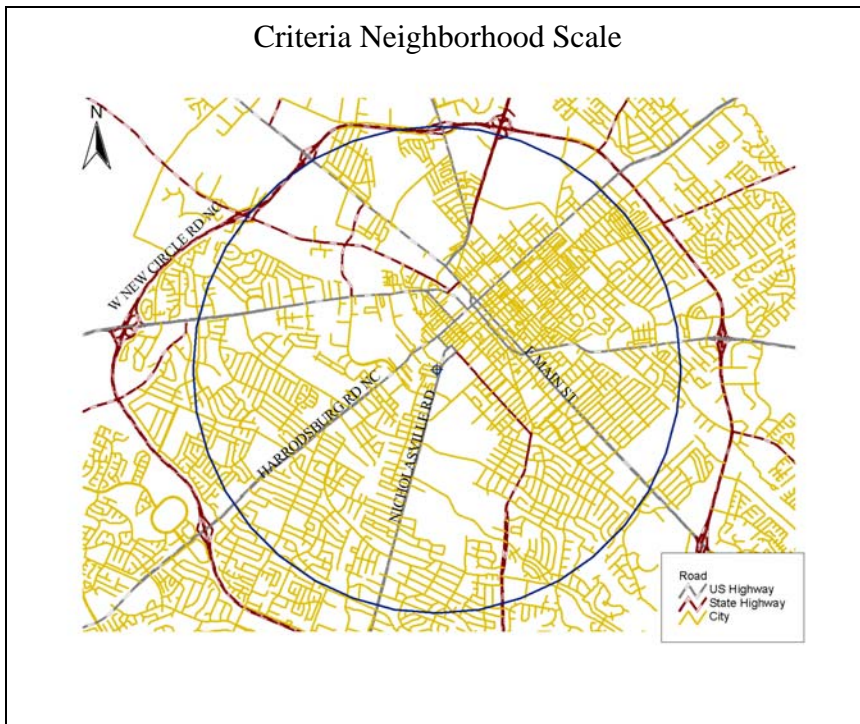 Criteria Neighborhood Scale
N
W NEW CIRCLE RD NC
HARRODSBURG RD NC
NICHOLASVILLE RD
E MAIN ST
Road
US Highway
State Highway
City